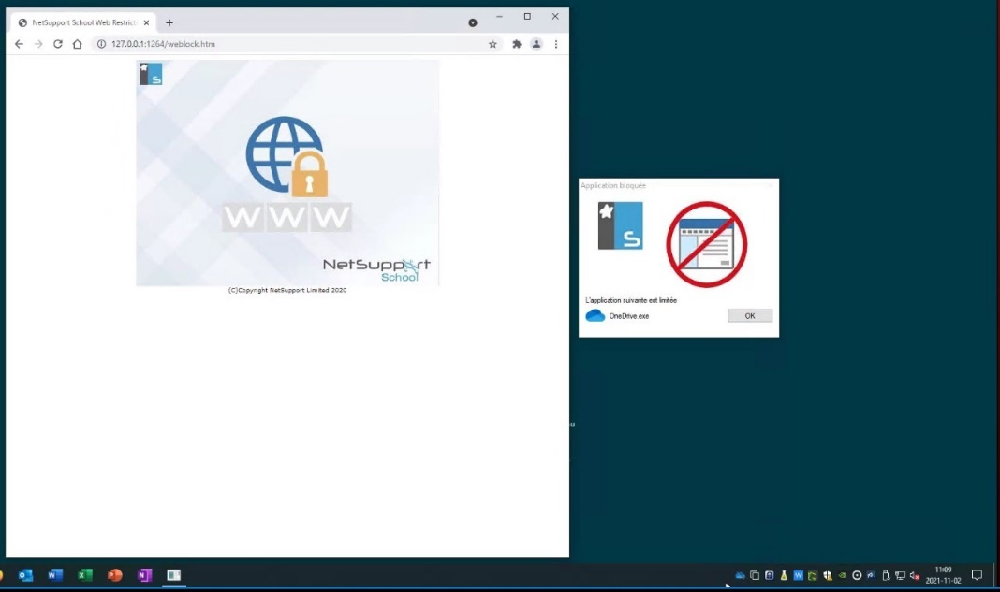 NetSupport School Web Restrict
127.0.0.1:1264/weblock.htm
S
WWW
NetSupport
School
(C)Copyright NetSupport Limited 2020
Application bloquée
S
L'application suivante est limitée
OneDrive.exe
OK
11:09
2021-11-02